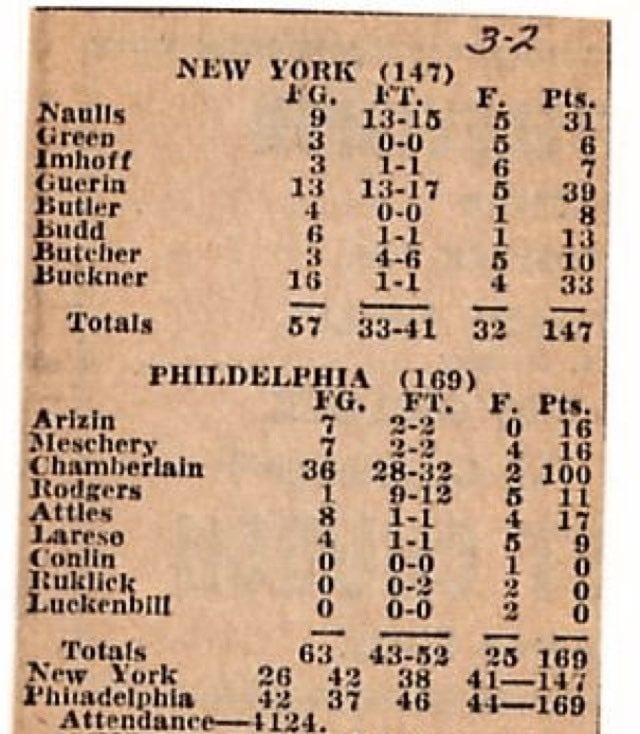 3-2
NEW YORK (147)
FG. FT. F. Pts.
Naulls 9 13-15 5 31
Green 3 0-0 5 6
Imhoff 3 1-1 6 7
Guerin 13 13-17 5 39
Butler 4 0-0 1 8
Budd 6 1-1 1 13
Butcher 3 4-6 5 10
Buckner 16 1-1 4 33
Totals 57 33-41 32 147
PHILDELPHIA (169)
FG. FT. F. Pts.
Arizin 7 2-2 0 16
Meschery 7 2-2 4 16
Chamberlain 36 28-32 2 100
Rodgers 1 9-12 5 11
Attles 8 1-1 4 17
Lareso 4 1-1 5 9
Conlin 0 0-0 1 0
Ruklick 0 0-2 2 0
Luckenbill 0 0-0 2 0
Totals 63 43-52 25 169
New York 26 42 38 41—147
Philadelphia 42 37 46 44—169
Attendance—4124.